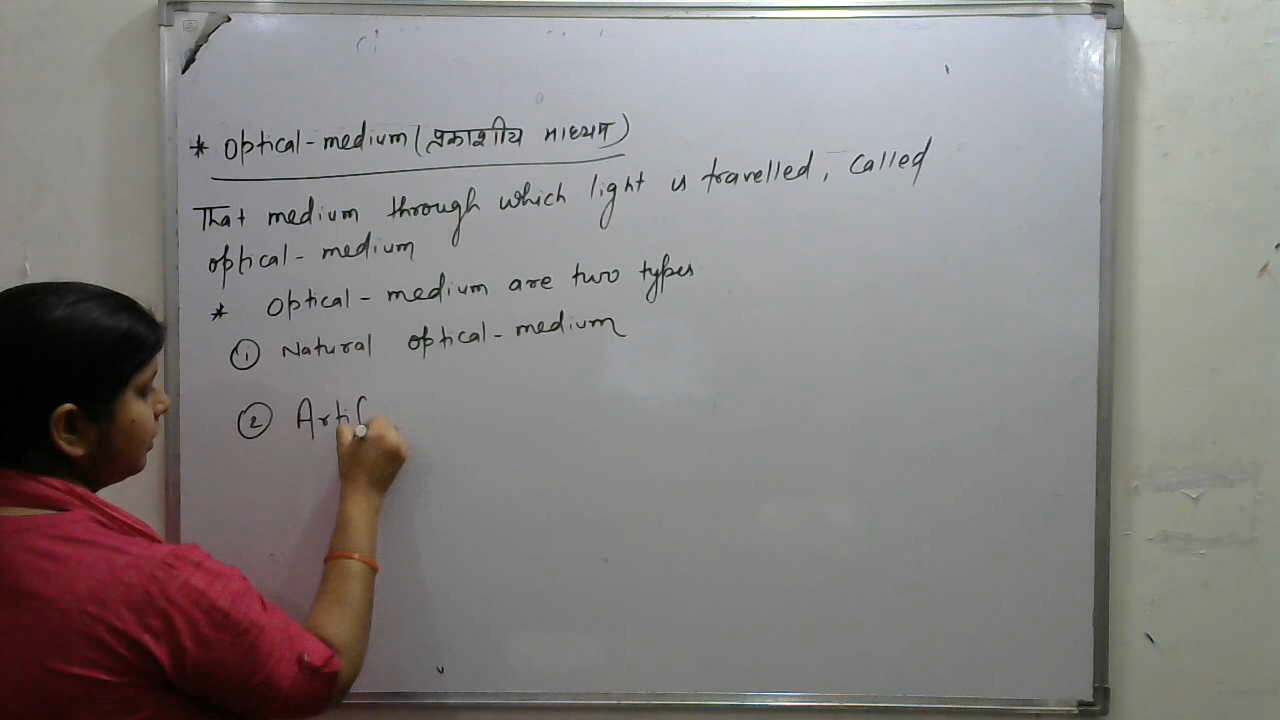 * Optical-medium (प्रकाशीय माध्यम)
That medium through which light is travelled, called
optical-medium
* Optical-medium are two types
① Natural optical-medium
② Artif